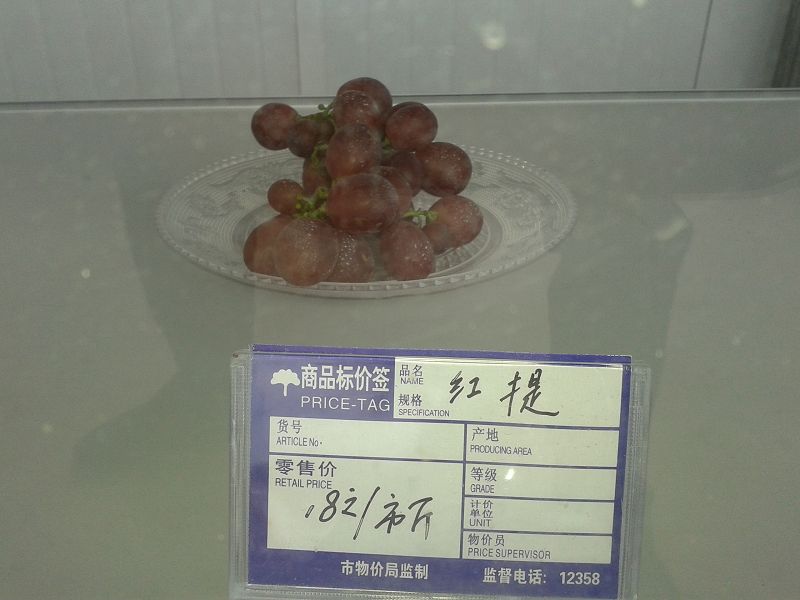 商品标价签
PRICE-TAG
品名
NAME
红提
规格
SPECIFICATION
货号
ARTICLE No.
产地
PRODUCING AREA
零售价
RETAIL PRICE
等级
GRADE
计价
单位
UNIT
物价员
PRICE SUPERVISOR
市物价局监制
监督电话: 12358